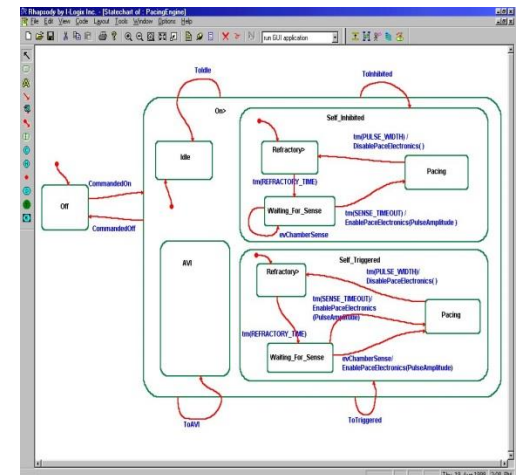 Rhapsody by I-Logix Inc. - [Statechart of : PacingEngine]
File Edit View Code Layout Tools Window Options Help
run GUI application
ToIdle
ToInhibited
On>
Self_Inhibited
Idle
Refractory>
tm(PULSE_WIDTH) /
DisablePaceElectronics( )
Pacing
tm(REFRACTORY_TIME)
Waiting_For_Sense
tm(SENSE_TIMEOUT) /
EnablePaceElectronics(PulseAmplitude )
evChamberSense
Off
CommandedOn
CommandedOff
AVI
Self_Triggered
Refractory>
tm(PULSE_WIDTH)/
DisablePaceElectronics( )
tm(SENSE_TIMEOUT)/
EnablePaceElectronics
(PulseAmplitude)
Pacing
tm(REFRACTORY_TIME)
Waiting_For_Sense
evChamberSense/
EnablePaceElectronics(PulseAmplitude)
ToAVI
ToTriggered